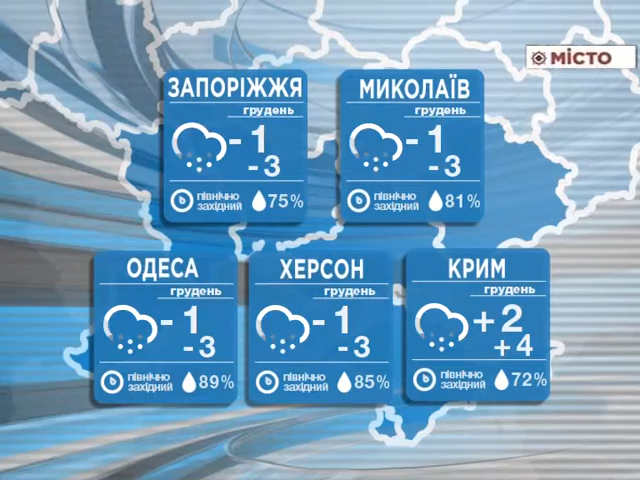 МІСТО
ЗАПОРІЖЖЯ
грудень
- 1
- 3
північно
західний
75%
МИКОЛАЇВ
грудень
- 1
- 3
північно
західний
81%
ОДЕСА
грудень
- 1
- 3
північно
західний
89%
ХЕРСОН
грудень
- 1
- 3
північно
західний
85%
КРИМ
грудень
+ 2
+ 4
північно
західний
72%